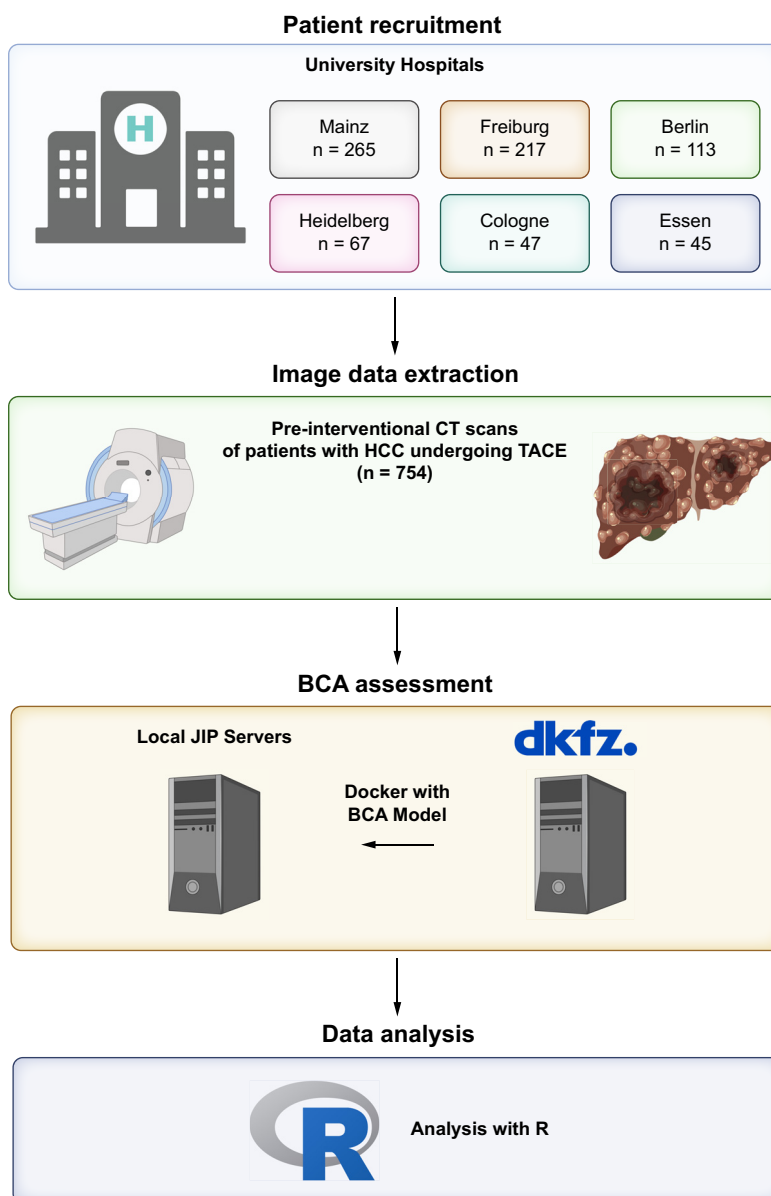 Patient recruitment
University Hospitals
H
Mainz
n = 265
Freiburg
n = 217
Berlin
n = 113
Heidelberg
n = 67
Cologne
n = 47
Essen
n = 45
Image data extraction
Pre-interventional CT scans
of patients with HCC undergoing TACE
(n = 754)
BCA assessment
Local JIP Servers
dkfz.
Docker with
BCA Model
Data analysis
R
Analysis with R